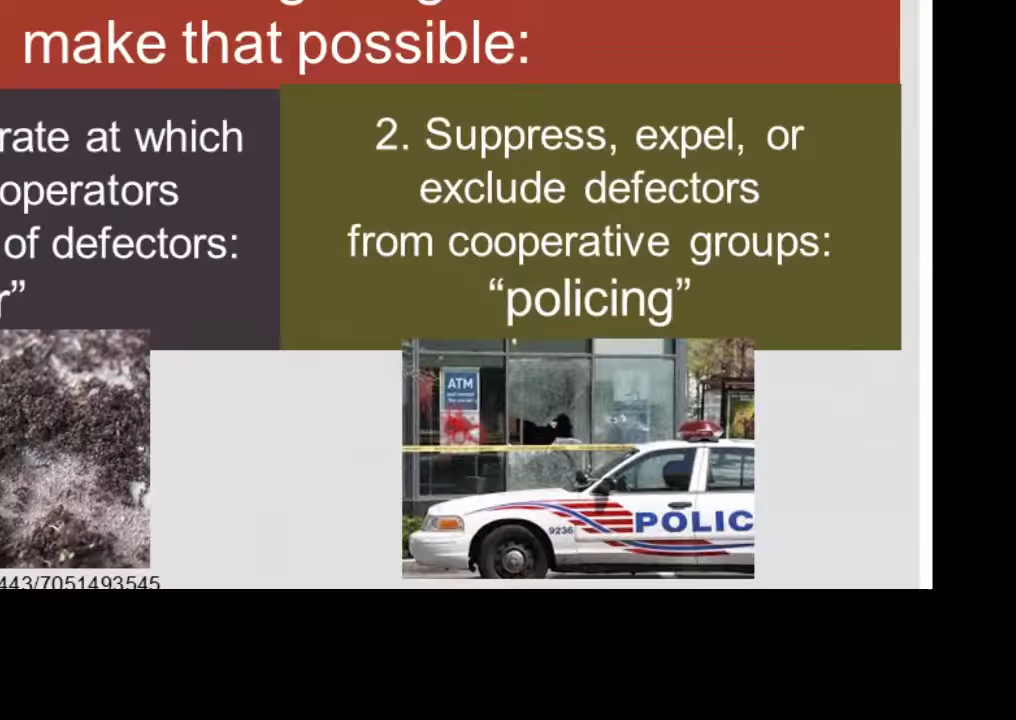 make that possible:
rate at which
operators
of defectors:
r”
2. Suppress, expel, or
exclude defectors
from cooperative groups:
“policing”
ATM
9236
POLIC
443/7051493545